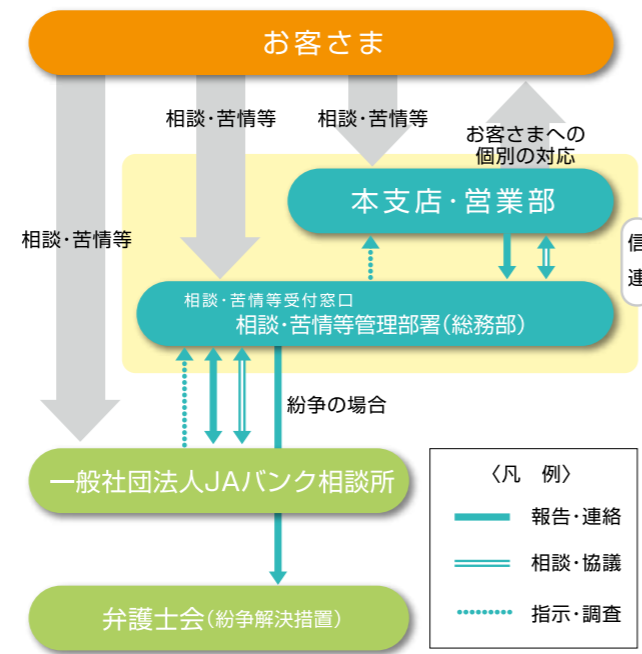 お客さま
相談･苦情等
相談･苦情等
お客さまへの
個別の対応
本支店･営業部
相談･苦情等
信
連
相談･苦情等受付窓口
相談･苦情等管理部署(総務部)
紛争の場合
一般社団法人JAバンク相談所
〈凡　例〉
報告･連絡
相談･協議
指示･調査
弁護士会(紛争解決措置)